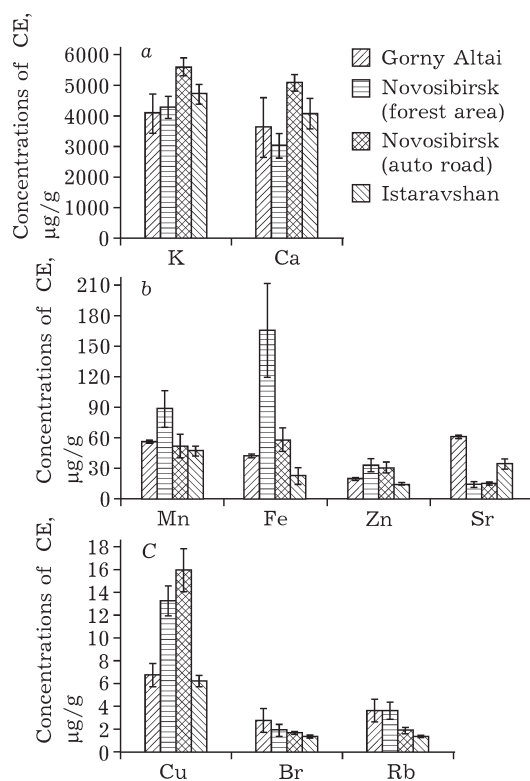 Concentrations of CE,
µg/g
a
6000
5000
4000
3000
2000
1000
0
K Ca
Gorny Altai
Novosibirsk
(forest area)
Novosibirsk
(auto road)
Istaravshan
Concentrations of CE,
µg/g
b
210
180
150
120
90
60
30
0
Mn Fe Zn Sr
Concentrations of CE,
µg/g
C
18
16
14
12
10
8
6
4
2
0
Cu Br Rb